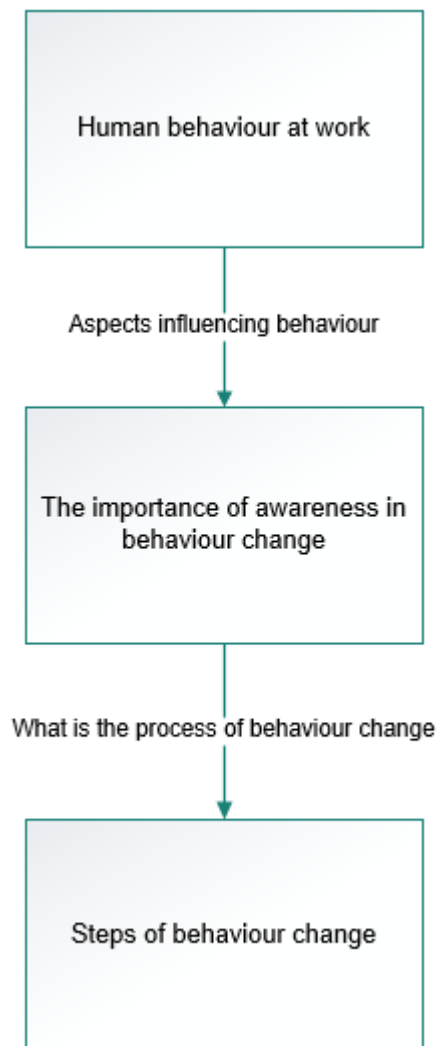 Human behaviour at work
Aspects influencing behaviour
The importance of awareness in
behaviour change
What is the process of behaviour change
Steps of behaviour change